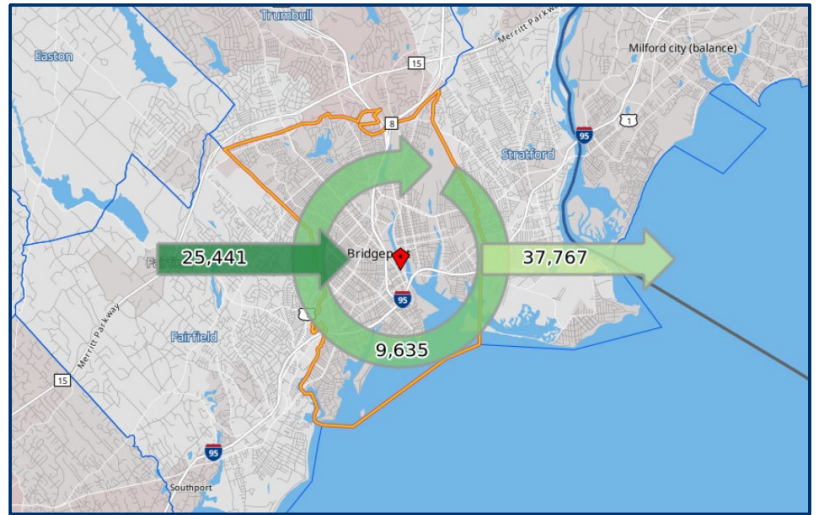 Trumbull
Merritt Parkway
Easton
Milford city (balance)
15
1
8
95
Stratford
25,441
Bridgep
37,767
95
Merritt Parkway
Fairfield
9,635
15
95
Southport